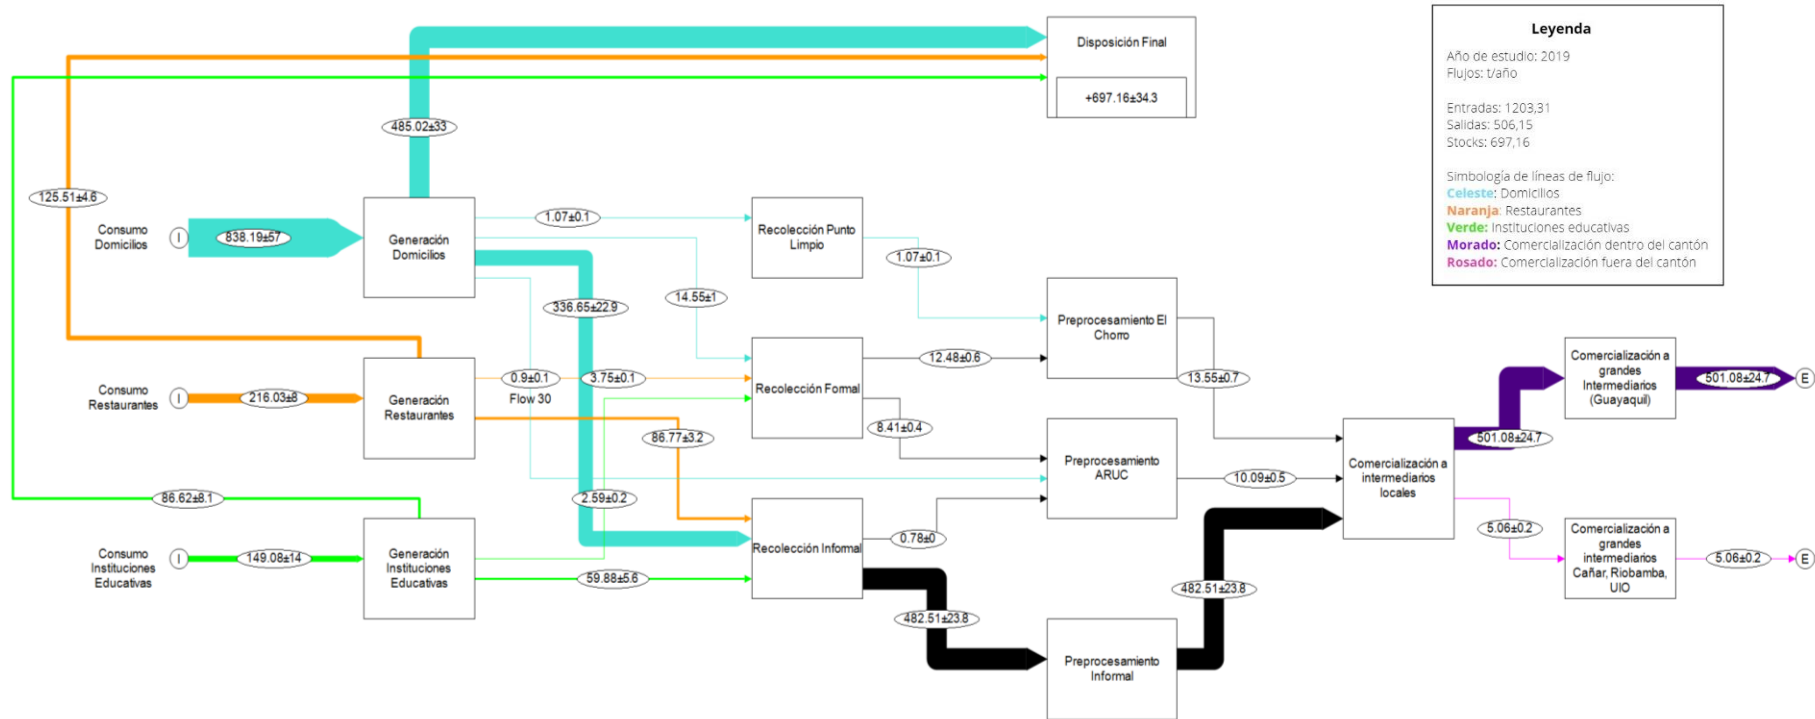 Disposición Final
+697.16±34.3
Leyenda
Año de estudio: 2019
Flujos: t/año
Entradas: 1203,31
Salidas: 506,15
Stocks: 697,16
Simbología de líneas de flujo:
Celeste: Domicilios
Naranja: Restaurantes
Verde: Instituciones educativas
Morado: Comercialización dentro del cantón
Rosado: Comercialización fuera del cantón
485.02±33
125.51±4.6
Consumo
Domicilios
I
838.19±57
Generación
Domicilios
1.07±0.1
Recolección Punto
Limpio
1.07±0.1
14.55±1
336.65±22.9
Preprocesamiento El
Chorro
12.48±0.6
13.55±0.7
Consumo
Restaurantes
I
216.03±8
Generación
Restaurantes
0.9±0.1
Flow 30
3.75±0.1
Recolección Formal
8.41±0.4
86.77±3.2
Comercialización a
grandes
Intermediarios
(Guayaquil)
501.08±24.7
E
501.08±24.7
Preprocesamiento
ARUC
10.09±0.5
Comercialización a
intermediarios
locales
86.62±8.1
2.59±0.2
Consumo
Instituciones
Educativas
I
149.08±14
Generación
Instituciones
Educativas
59.88±5.6
Recolección Informal
0.78±0
5.06±0.2
Comercialización a
grandes
intermediarios
Cañar, Riobamba,
UIO
5.06±0.2
E
482.51±23.8
482.51±23.8
Preprocesamiento
Informal